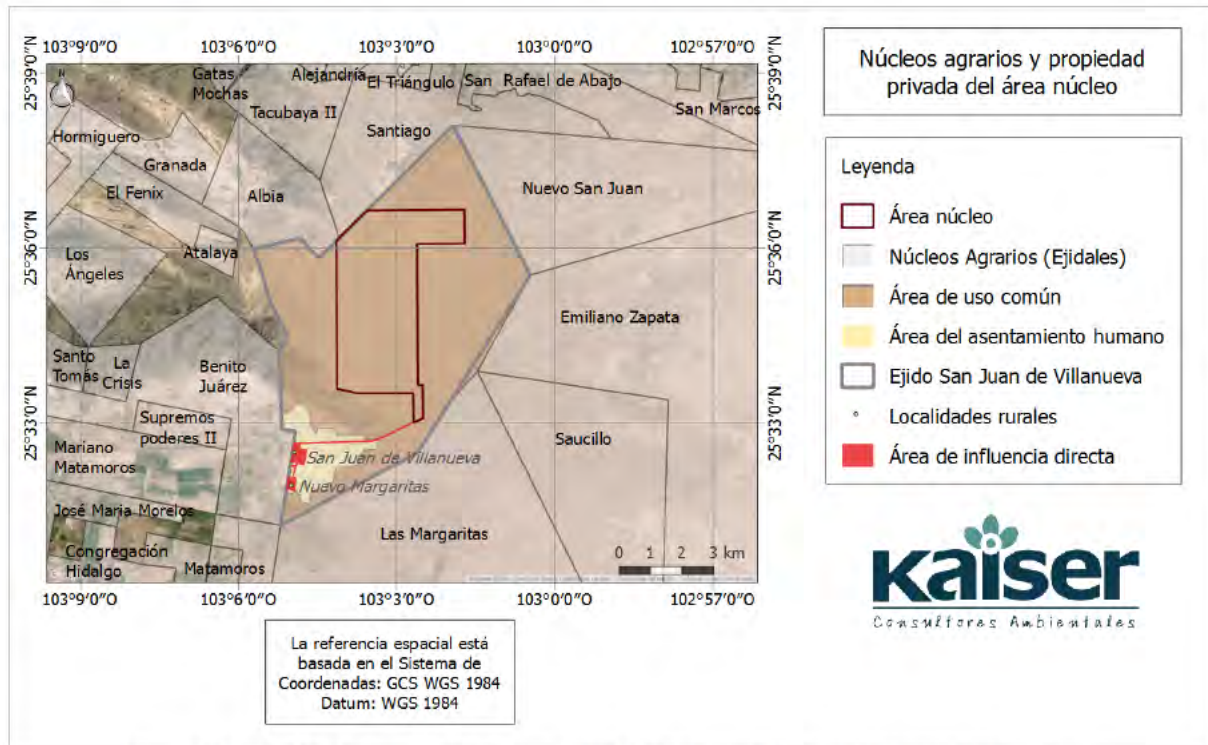 103°9'0"O 103°6'0"O 103°3'0"O 103°0'0"O 102°57'0"O
25°39'0"N
25°36'0"N
25°33'0"N
N
Gatas
Mochas
Alejandría
El Triángulo
San Rafael de Abajo
San Marcos
Tacubaya II
Santiago
Hormiguero
Granada
El Fenix
Albia
Nuevo San Juan
Atalaya
Los
Ángeles
Emiliano Zapata
Santo
Tomás
La
Crisis
Benito
Juárez
Supremos
poderes II
Mariano
Matamoros
San Juan de Villanueva
Nuevo Margaritas
Saucillo
José Maria Morelos
Las Margaritas
Congregación
Hidalgo
Matamoros
0 1 2 3 km
25°39'0"N
25°36'0"N
25°33'0"N
103°9'0"O 103°6'0"O 103°3'0"O 103°0'0"O 102°57'0"O
La referencia espacial está
basada en el Sistema de
Coordenadas: GCS WGS 1984
Datum: WGS 1984
Núcleos agrarios y propiedad
privada del área núcleo
Leyenda
Área núcleo
Núcleos Agrarios (Ejidales)
Área de uso común
Área del asentamiento humano
Ejido San Juan de Villanueva
Localidades rurales
Área de influencia directa
Kaiser
Consultores Ambientales